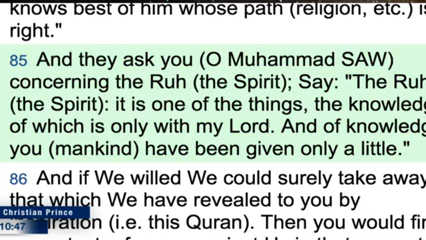 knows best of him whose path (religion, etc.) is
right."
85 And they ask you (O Muhammad SAW)
concerning the Ruh (the Spirit); Say: "The Ruh
(the Spirit): it is one of the things, the knowledg
of which is only with my Lord. And of knowledg
you (mankind) have been given only a little."
86 And if We willed We could surely take away
that which We have revealed to you by
iration (i.e. this Quran). Then you would fin
Christian Prince
10:47